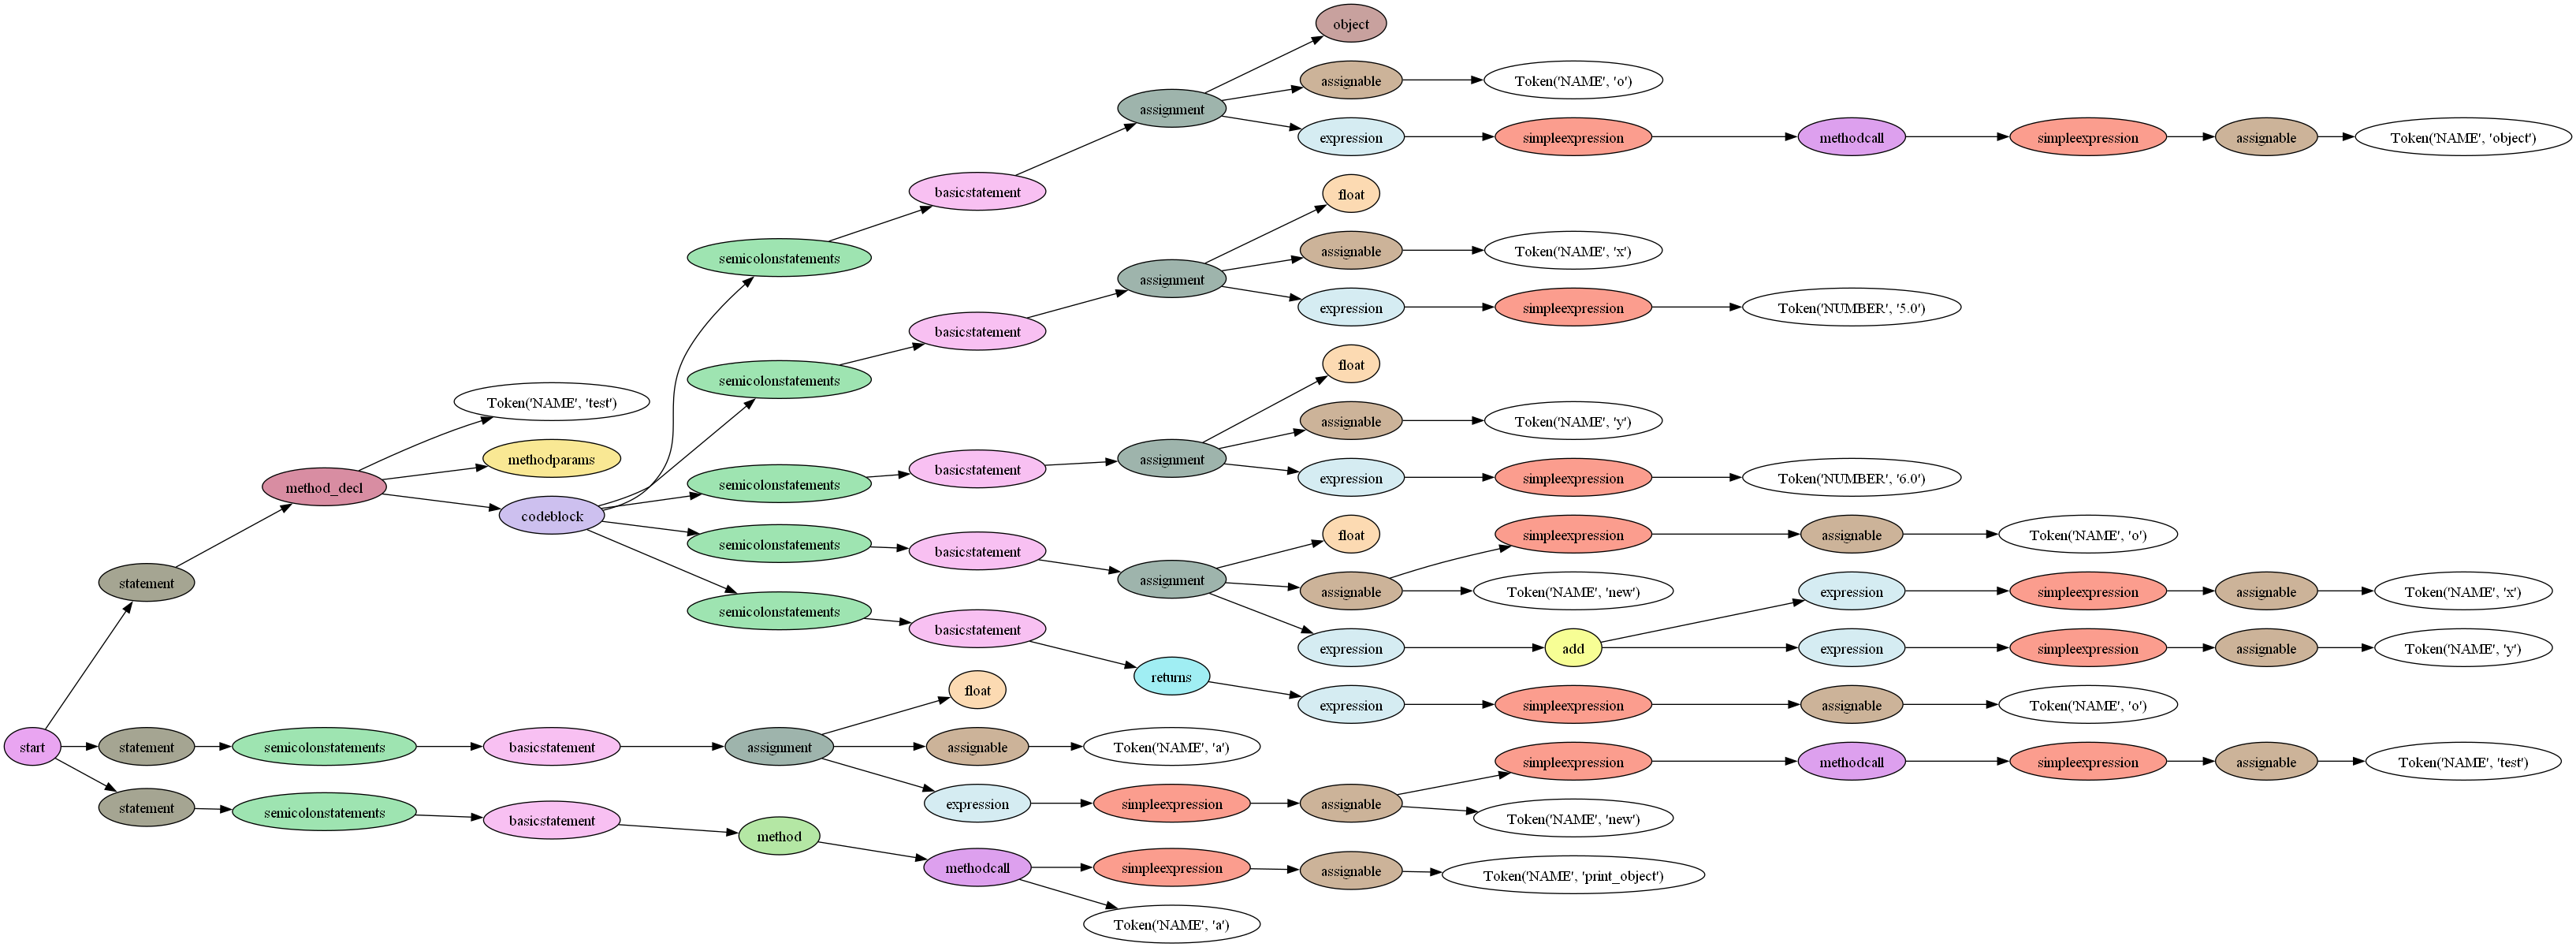 object
assignable
Token('NAME', 'o')
assignment
expression
simpleexpression
methodcall
simpleexpression
assignable
Token('NAME', 'object')
basicstatement
float
semicolonstatements
assignable
Token('NAME', 'x')
assignment
expression
simpleexpression
Token('NUMBER', '5.0')
basicstatement
float
semicolonstatements
Token('NAME', 'test')
assignable
Token('NAME', 'y')
methodparams
assignment
basicstatement
expression
simpleexpression
Token('NUMBER', '6.0')
semicolonstatements
method_decl
codeblock
float
simpleexpression
assignable
Token('NAME', 'o')
semicolonstatements
basicstatement
assignment
statement
assignable
Token('NAME', 'new')
expression
simpleexpression
assignable
Token('NAME', 'x')
semicolonstatements
basicstatement
expression
add
expression
simpleexpression
assignable
Token('NAME', 'y')
returns
float
expression
simpleexpression
assignable
Token('NAME', 'o')
start
statement
semicolonstatements
basicstatement
assignment
assignable
Token('NAME', 'a')
simpleexpression
methodcall
simpleexpression
assignable
Token('NAME', 'test')
expression
simpleexpression
assignable
Token('NAME', 'new')
statement
semicolonstatements
basicstatement
method
methodcall
simpleexpression
assignable
Token('NAME', 'print_object')
Token('NAME', 'a')